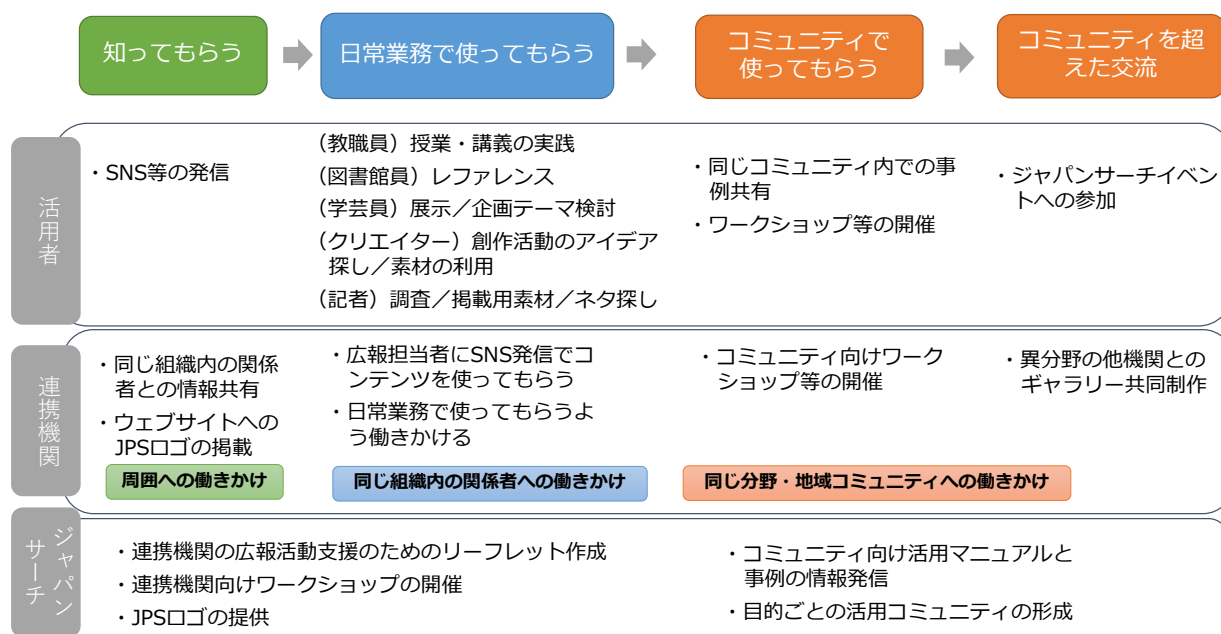 知ってもらう
日常業務で使ってもらう
コミュニティで
使ってもらう
コミュニティを超
えた交流
活用者
・SNS等の発信
（教職員）授業・講義の実践
（図書館員）レファレンス
（学芸員）展示／企画テーマ検討
（クリエイター）創作活動のアイデア
探し／素材の利用
（記者）調査／掲載用素材／ネタ探し
・同じコミュニティ内での事
例共有
・ワークショップ等の開催
・ジャパンサーチイベン
トへの参加
連携機関
・同じ組織内の関係
者との情報共有
・ウェブサイトへの
JPSロゴの掲載
周囲への働きかけ
・広報担当者にSNS発信でコ
ンテンツを使ってもらう
・日常業務で使ってもらうよ
う働きかける
同じ組織内の関係者への働きかけ
・コミュニティ向けワーク
ショップ等の開催
同じ分野・地域コミュニティへの働きかけ
・異分野の他機関との
ギャラリー共同制作
ジャパン
サーチ
・連携機関の広報活動支援のためのリーフレット作成
・連携機関向けワークショップの開催
・JPSロゴの提供
・コミュニティ向け活用マニュアルと
事例の情報発信
・目的ごとの活用コミュニティの形成